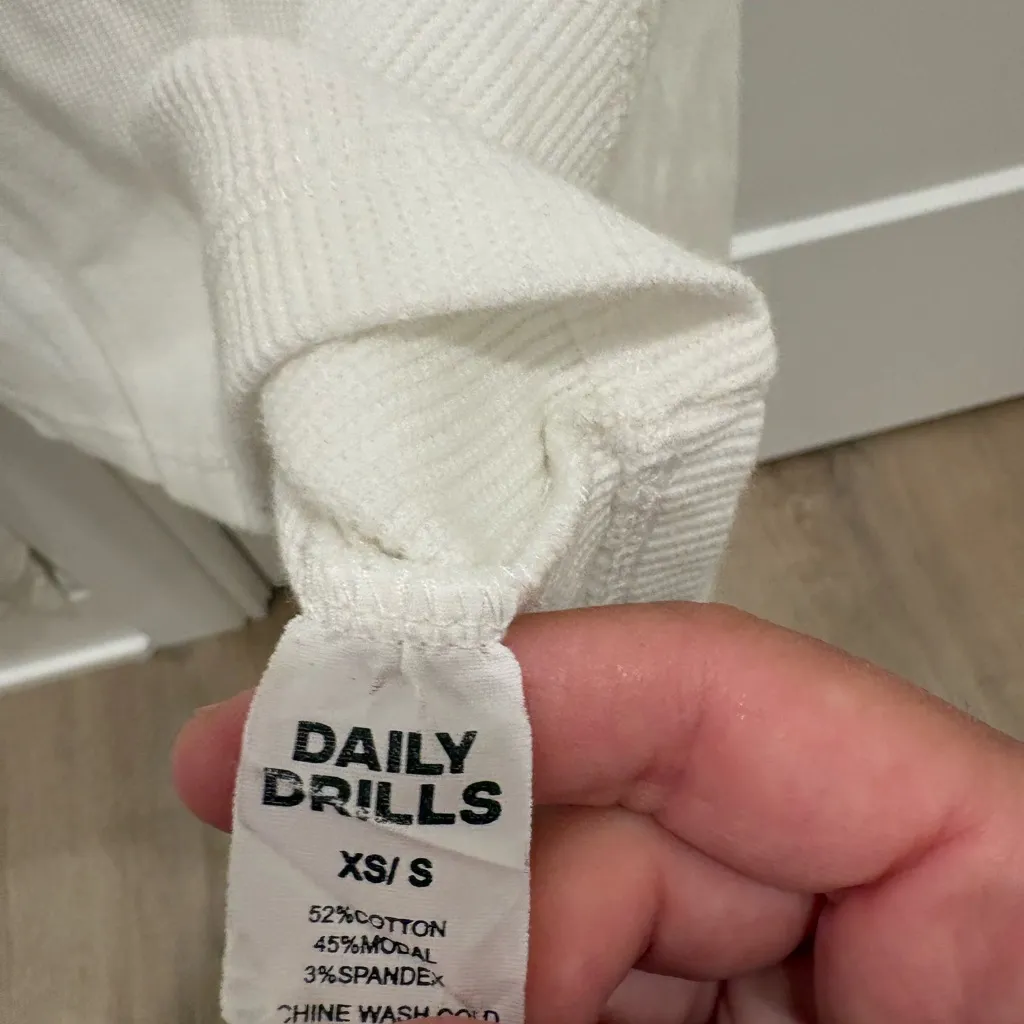 DAILY
DRILLS
XS/ S
52%COTTON
45%MODAL
3%SPANDEX
CHINE WASH COLD